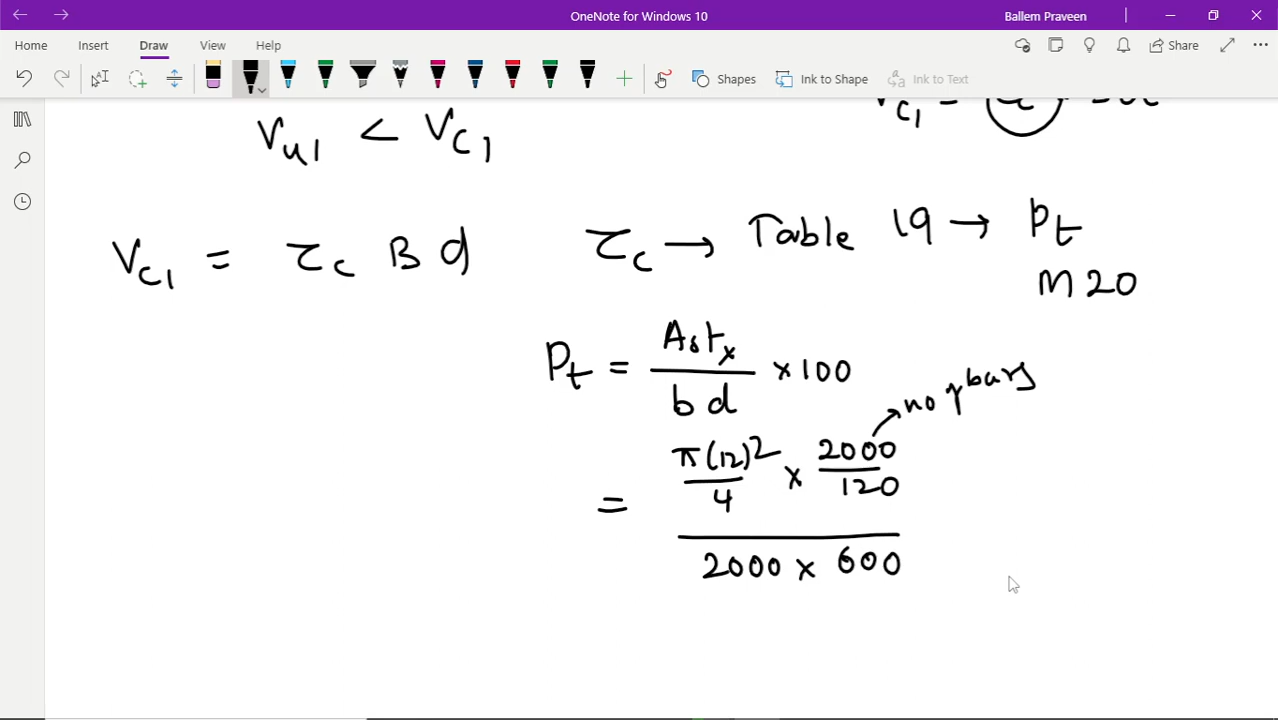 OneNote for Windows 10
Ballem Praveen
Home Insert Draw View Help
Share
Shapes
Ink to Shape
Ink to Text
Vu1 < Vc1
Vc1 =
Vc1 = τc B d
τc → Table 19 → Pt
M20
Pt = Astx / b d × 100
→ no of bars
= π(12)² / 4 × 2000 / 120
2000 × 600